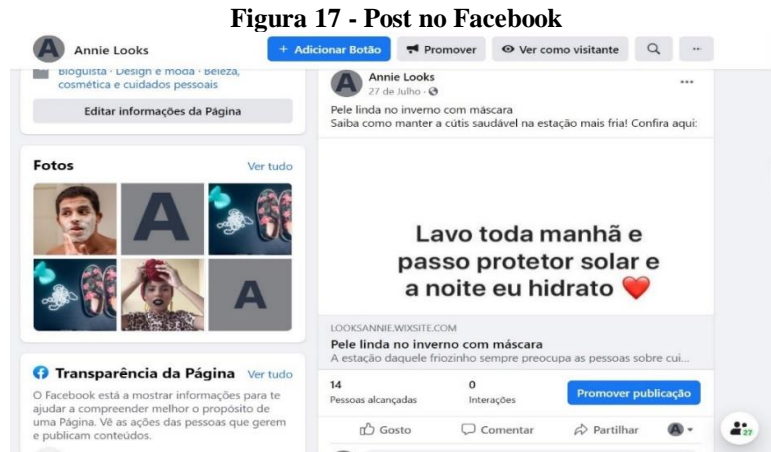 Figura 17 - Post no Facebook
A Annie Looks
+ Adicionar Botão
Promover
Ver como visitante
...
Bloguista · Design e moda · Beleza,
cosmética e cuidados pessoais
Editar informações da Página
Fotos
Ver tudo
A
A
Transparência da Página
Ver tudo
O Facebook está a mostrar informações para te
ajudar a compreender melhor o propósito de
uma Página. Vê as ações das pessoas que gerem
e publicam conteúdos.
A Annie Looks
27 de Julho ·
...
Pele linda no inverno com máscara
Saiba como manter a cútis saudável na estação mais fria! Confira aqui:
Lavo toda manhã e
passo protetor solar e
a noite eu hidrato ❤️
LOOKSANNIE.WIXSITE.COM
Pele linda no inverno com máscara
A estação daquele friozinho sempre preocupa as pessoas sobre cui...
14
Pessoas alcançadas
0
Interações
Promover publicação
Gosto
Comentar
Partilhar
A
27